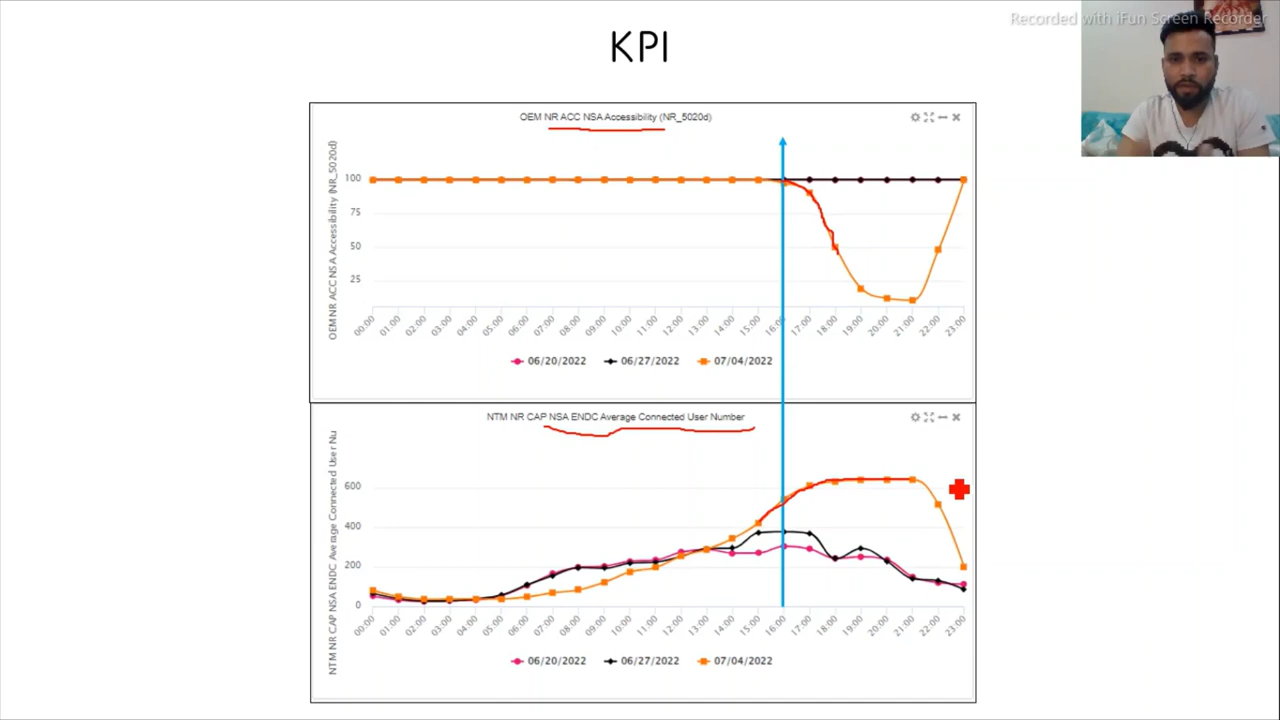 Recorded with iFun Screen Recorder
KPI
OEM NR ACC NSA Accessibility (NR_5020d)
OEM NR ACC NSA Accessibility (NR_5020d)
100
75
50
25
00:00 01:00 02:00 03:00 04:00 05:00 06:00 07:00 08:00 09:00 10:00 11:00 12:00 13:00 14:00 15:00 16:00 17:00 18:00 19:00 20:00 21:00 22:00 23:00
06/20/2022 06/27/2022 07/04/2022
NTM NR CAP NSA ENDC Average Connected User Number
NTM NR CAP NSA ENDC Average Connected User Nu
600
400
200
0
00:00 01:00 02:00 03:00 04:00 05:00 06:00 07:00 08:00 09:00 10:00 11:00 12:00 13:00 14:00 15:00 16:00 17:00 18:00 19:00 20:00 21:00 22:00 23:00
06/20/2022 06/27/2022 07/04/2022